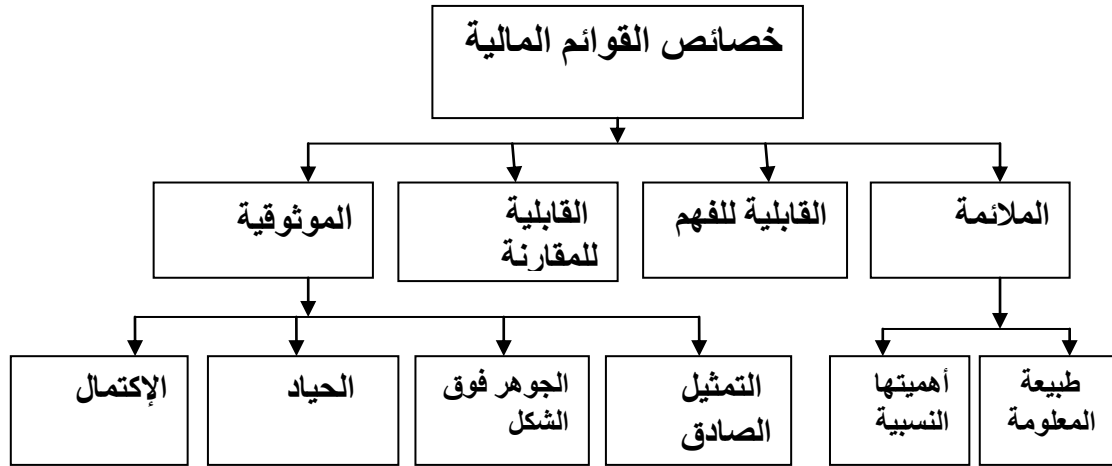 خصائص القوائم المالية
الملائمة
القابلية للفهم
القابلية
للمقارنة
الموثوقية
طبيعة
المعلومة
أهميتها
النسبية
التمثيل
الصادق
الجوهر فوق
الشكل
الحياد
الإكتمال